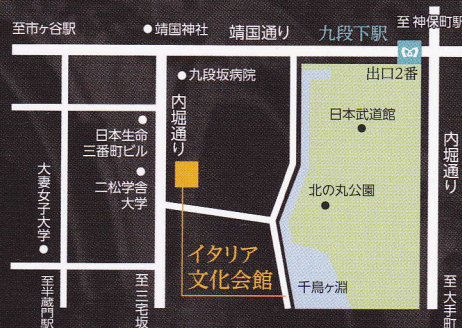 至市ヶ谷駅
靖国神社
靖国通り
九段下駅
至 神保町駅
九段坂病院
出口2番
内堀通り
日本武道館
日本生命
三番町ビル
内堀通り
二松学舎
大学
大妻女子大学
北の丸公園
イタリア
文化会館
千鳥ヶ淵
至半蔵門駅
至三宅坂
至大手町